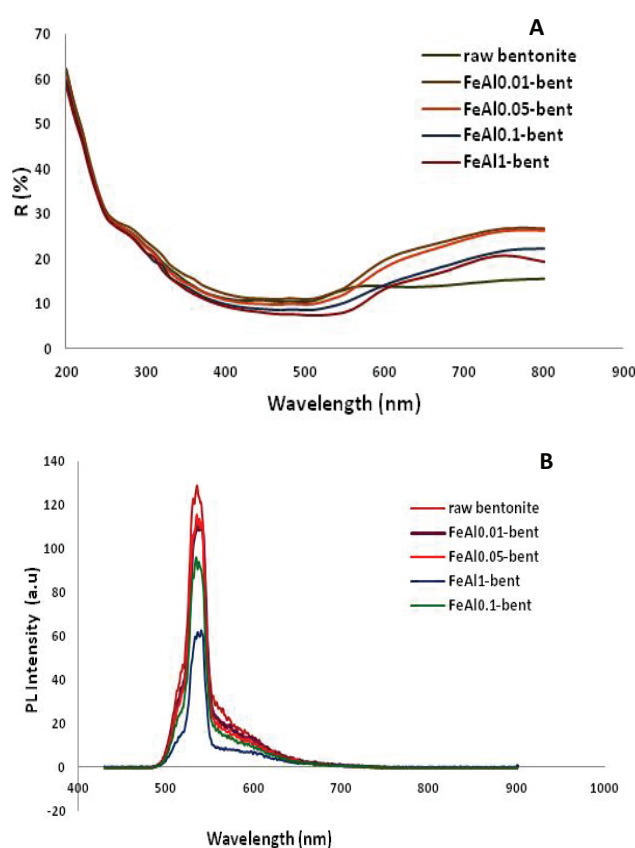 A
70
60
50
40
30
20
10
0
R (%)
200 300 400 500 600 700 800 900
Wavelength (nm)
raw bentonite
FeAl0.01-bent
FeAl0.05-bent
FeAl0.1-bent
FeAl1-bent
B
140
120
100
80
60
40
20
0
-20
PL Intensity (a.u)
400 500 600 700 800 900 1000
Wavelength (nm)
raw bentonite
FeAl0.01-bent
FeAl0.05-bent
FeAl1-bent
FeAl0.1-bent